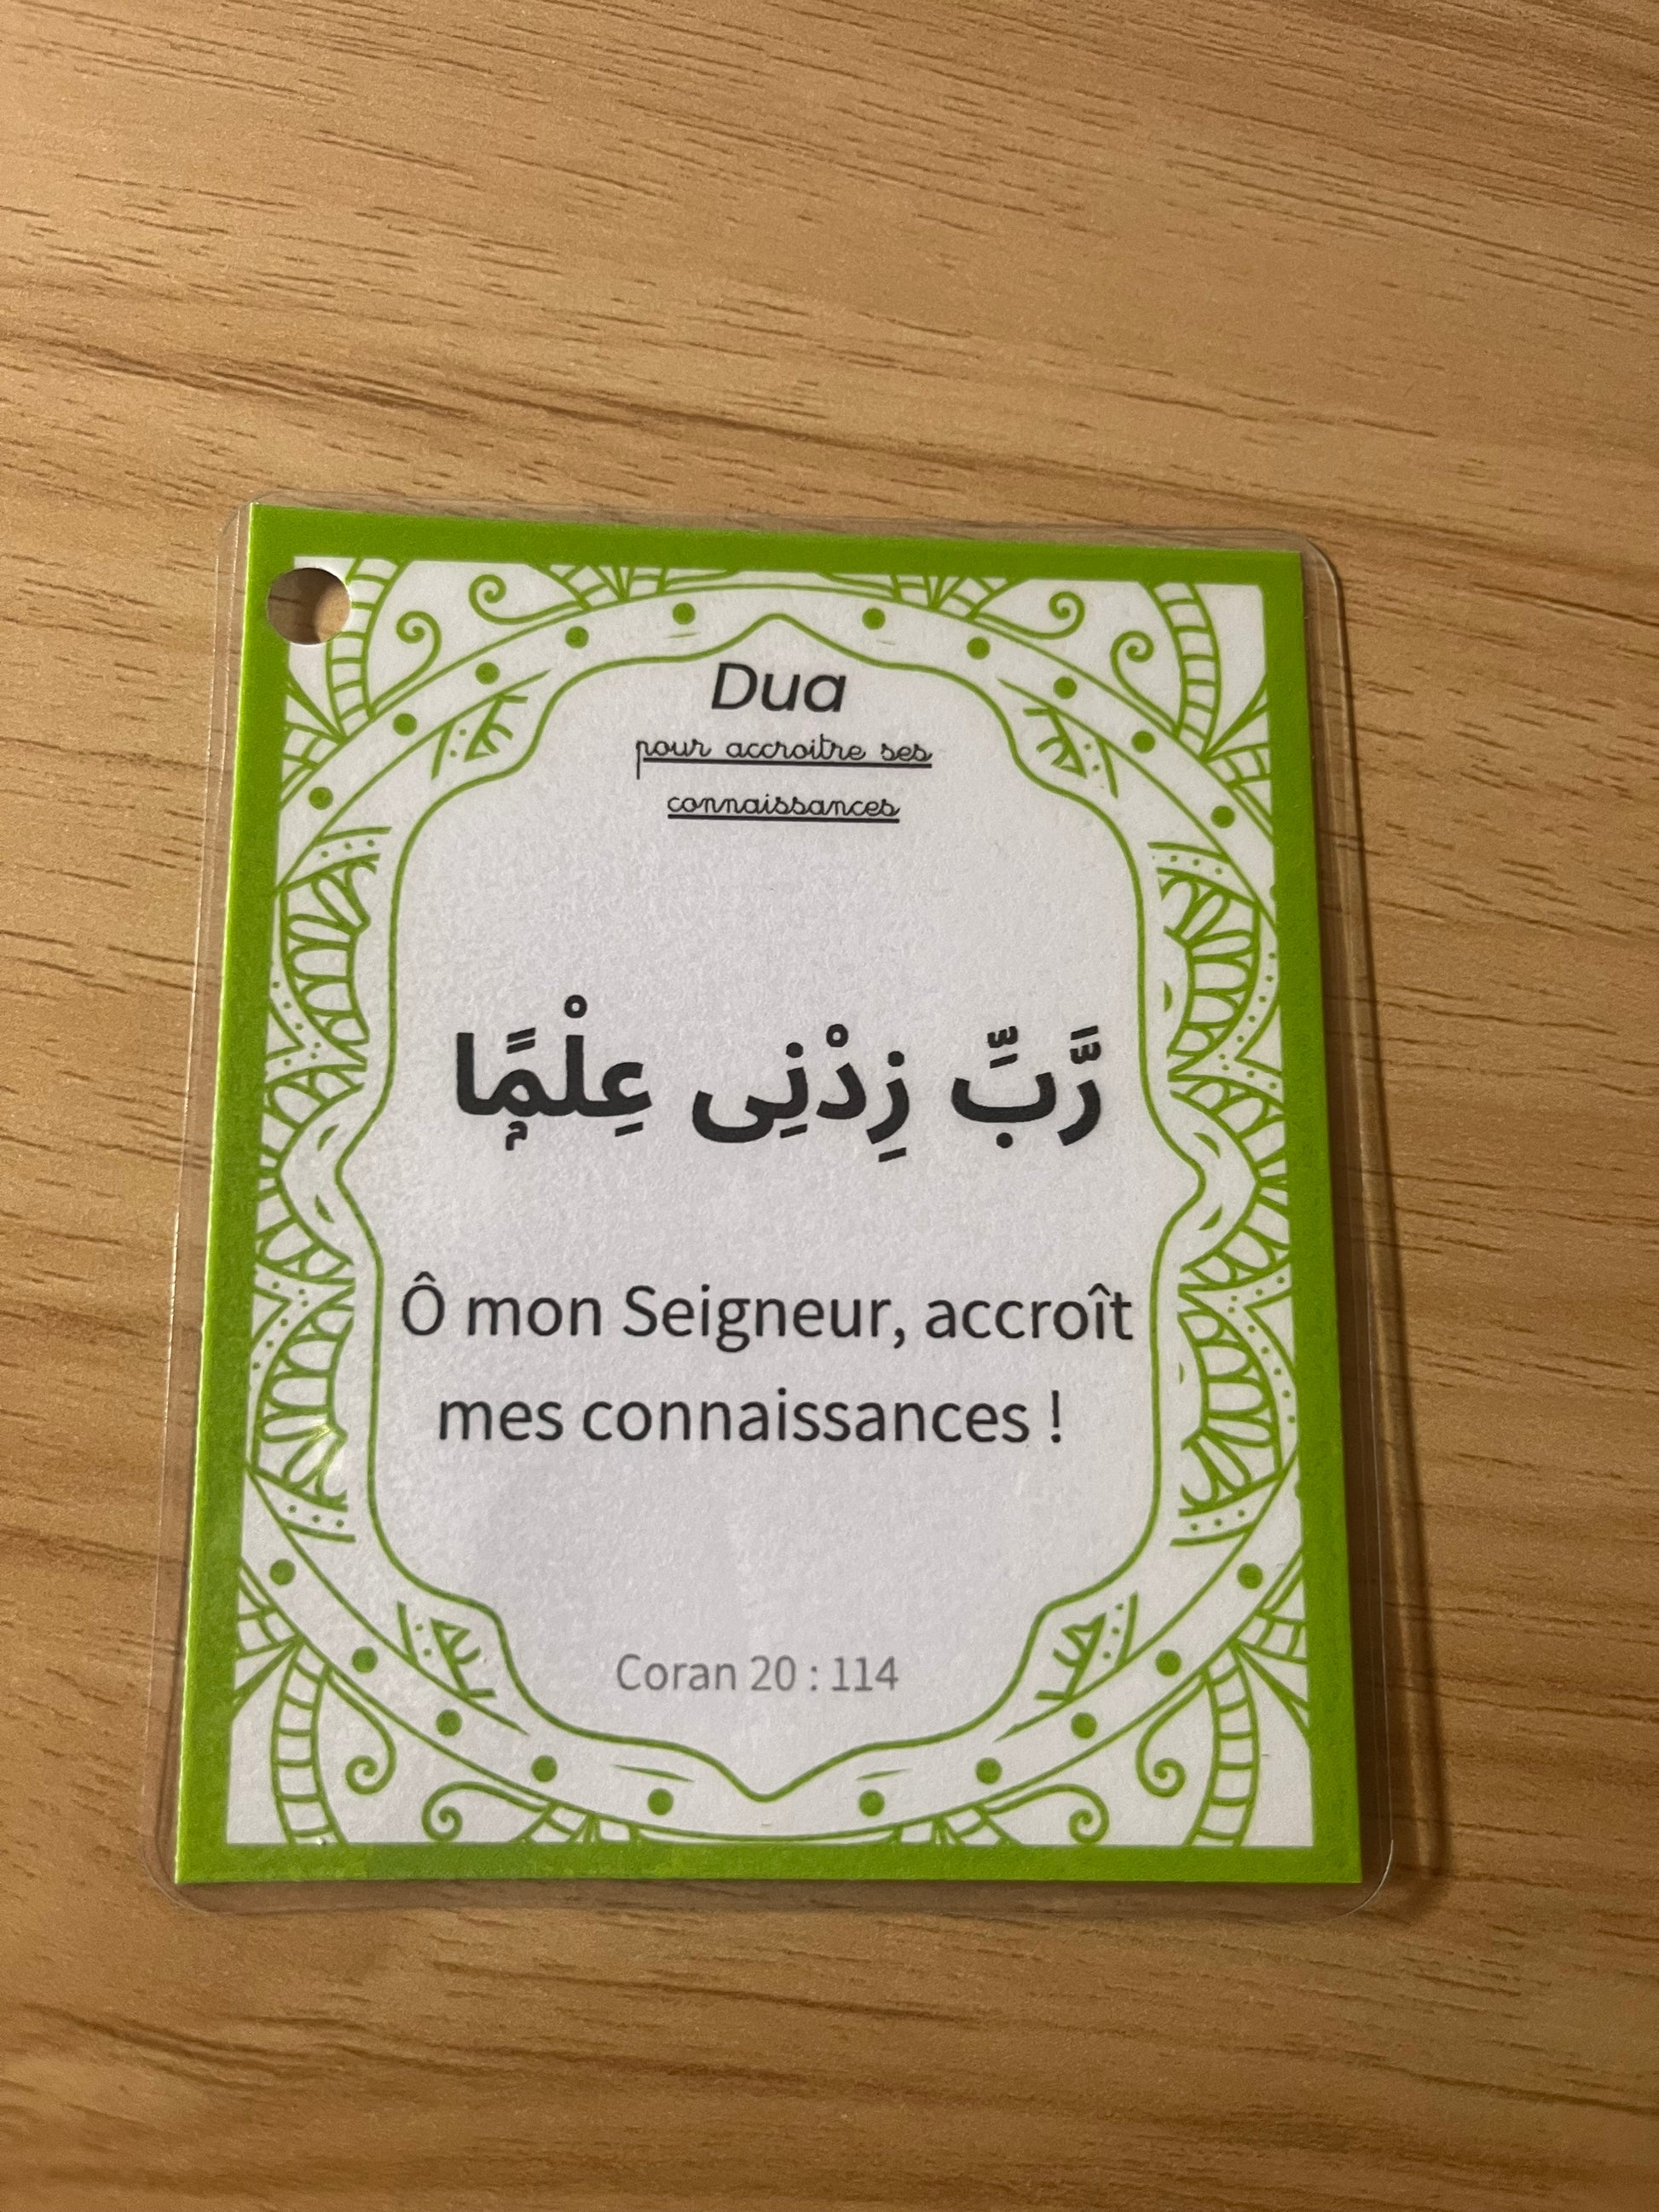 Dua
pour accroitre ses
connaissances
رَّبِّ زِدْنِى عِلْمًۭا
Ô mon Seigneur, accroît
mes connaissances !
Coran 20 : 114